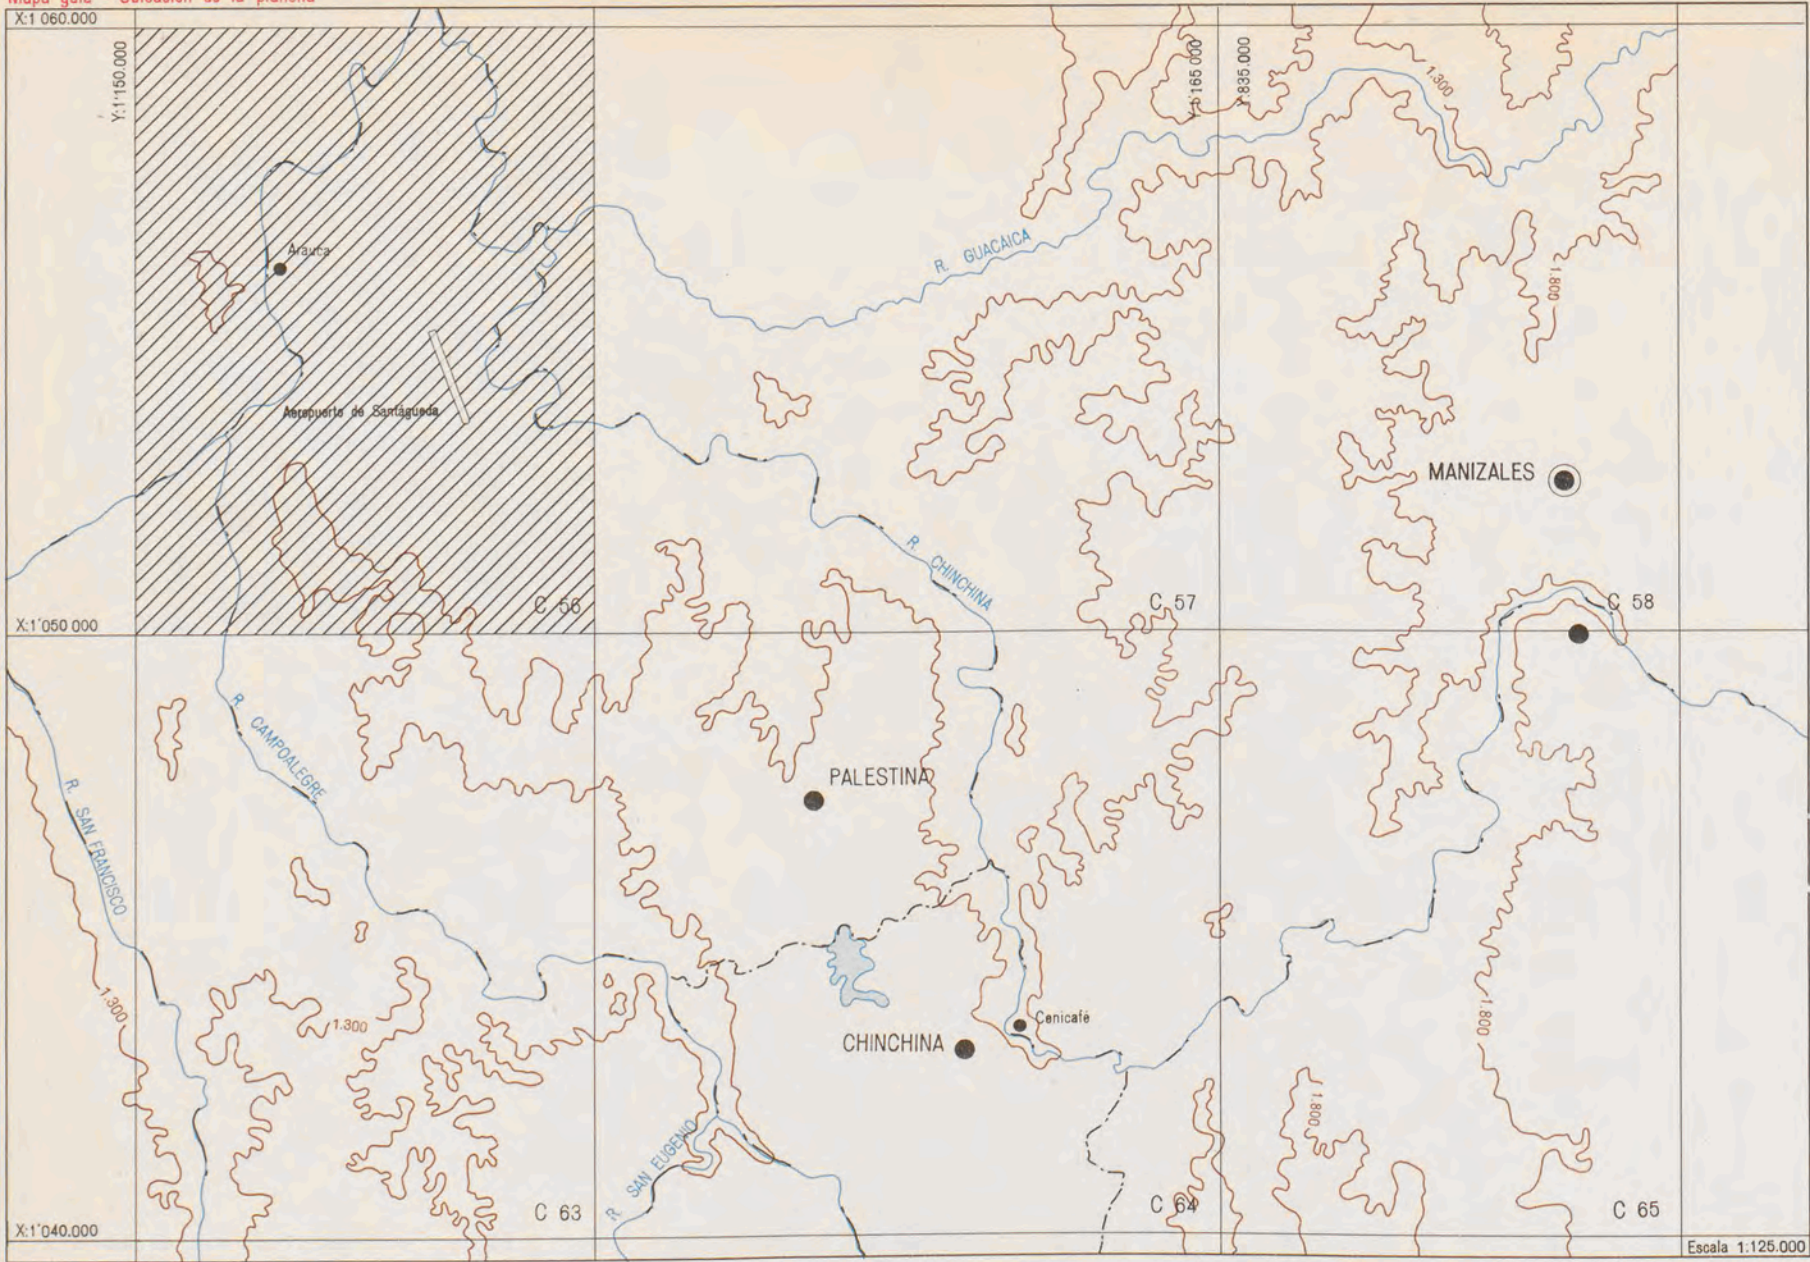 X:1 060.000
Y:1'150.000
Y:1'165 000
Y:835.000
1.300
Arauca
R. GUACAICA
1.800
Aeropuerto de Santágueda
MANIZALES
R. CHINCHINA
C 56
C 57
C 58
X:1'050 000
R. CAMPOALEGRE
PALESTINA
R. SAN FRANCISCO
1.300
1.300
1.800
Cenicafé
CHINCHINA
1.800
R. SAN EUGENIO
C 63
C 64
C 65
X:1'040.000
Escala 1:125.000